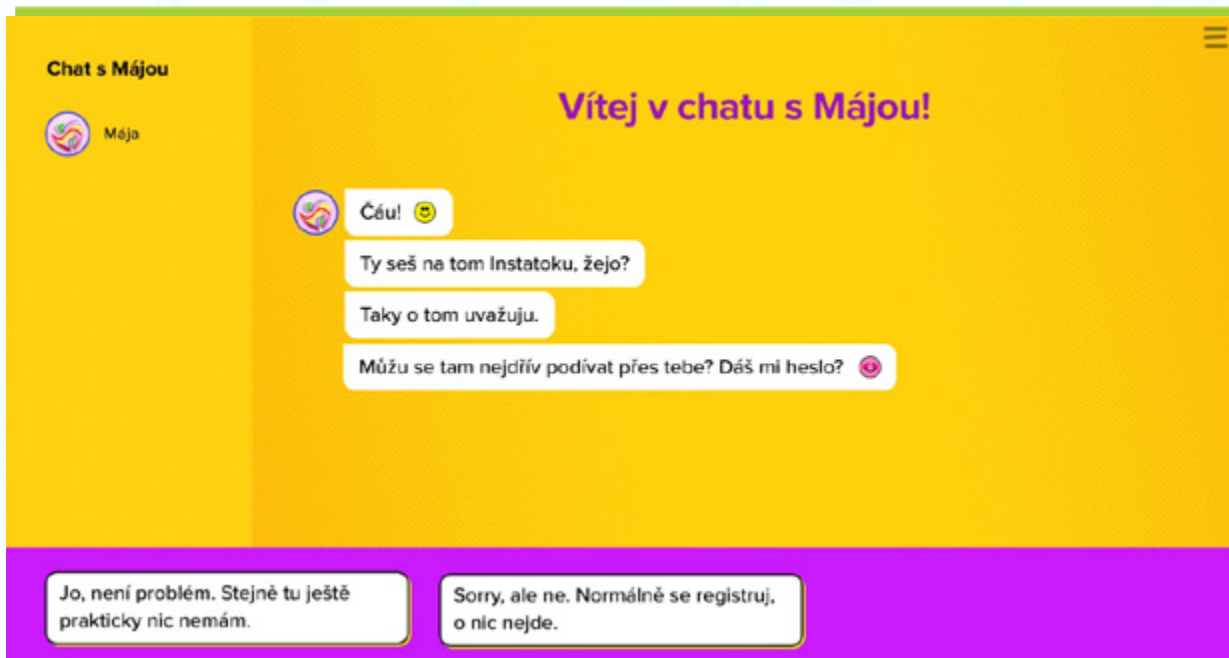 Chat s Májou
Mája
Vítej v chatu s Májou!
Čáu!
Ty seš na tom Instatoku, žejo?
Taky o tom uvažuju.
Můžu se tam nejdřív podívat přes tebe? Dáš mi heslo?
Jo, není problém. Stejně tu ještě
prakticky nic nemám.
Sorry, ale ne. Normálně se registruj,
o nic nejde.